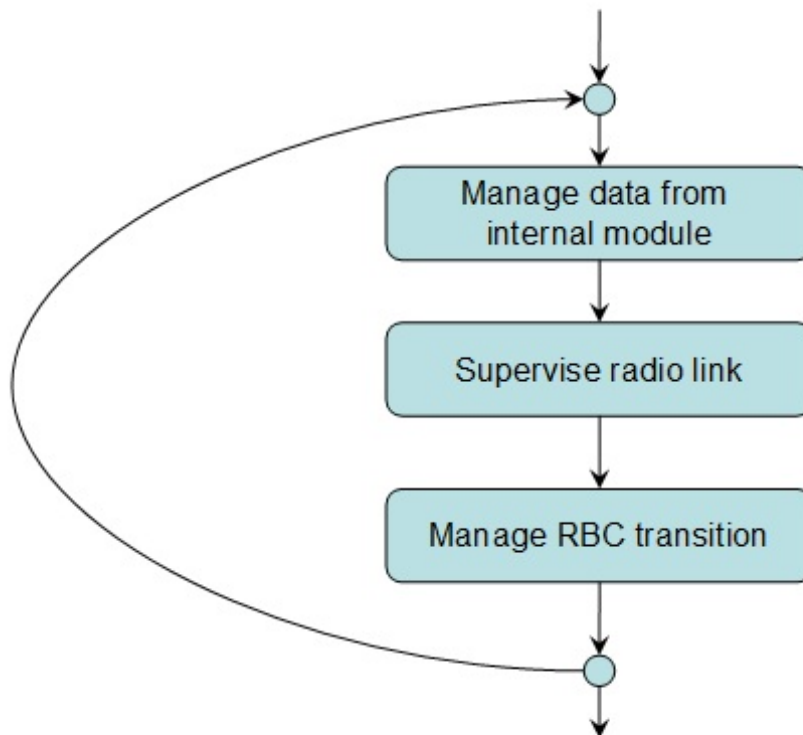 Manage data from
internal module
Supervise radio link
Manage RBC transition